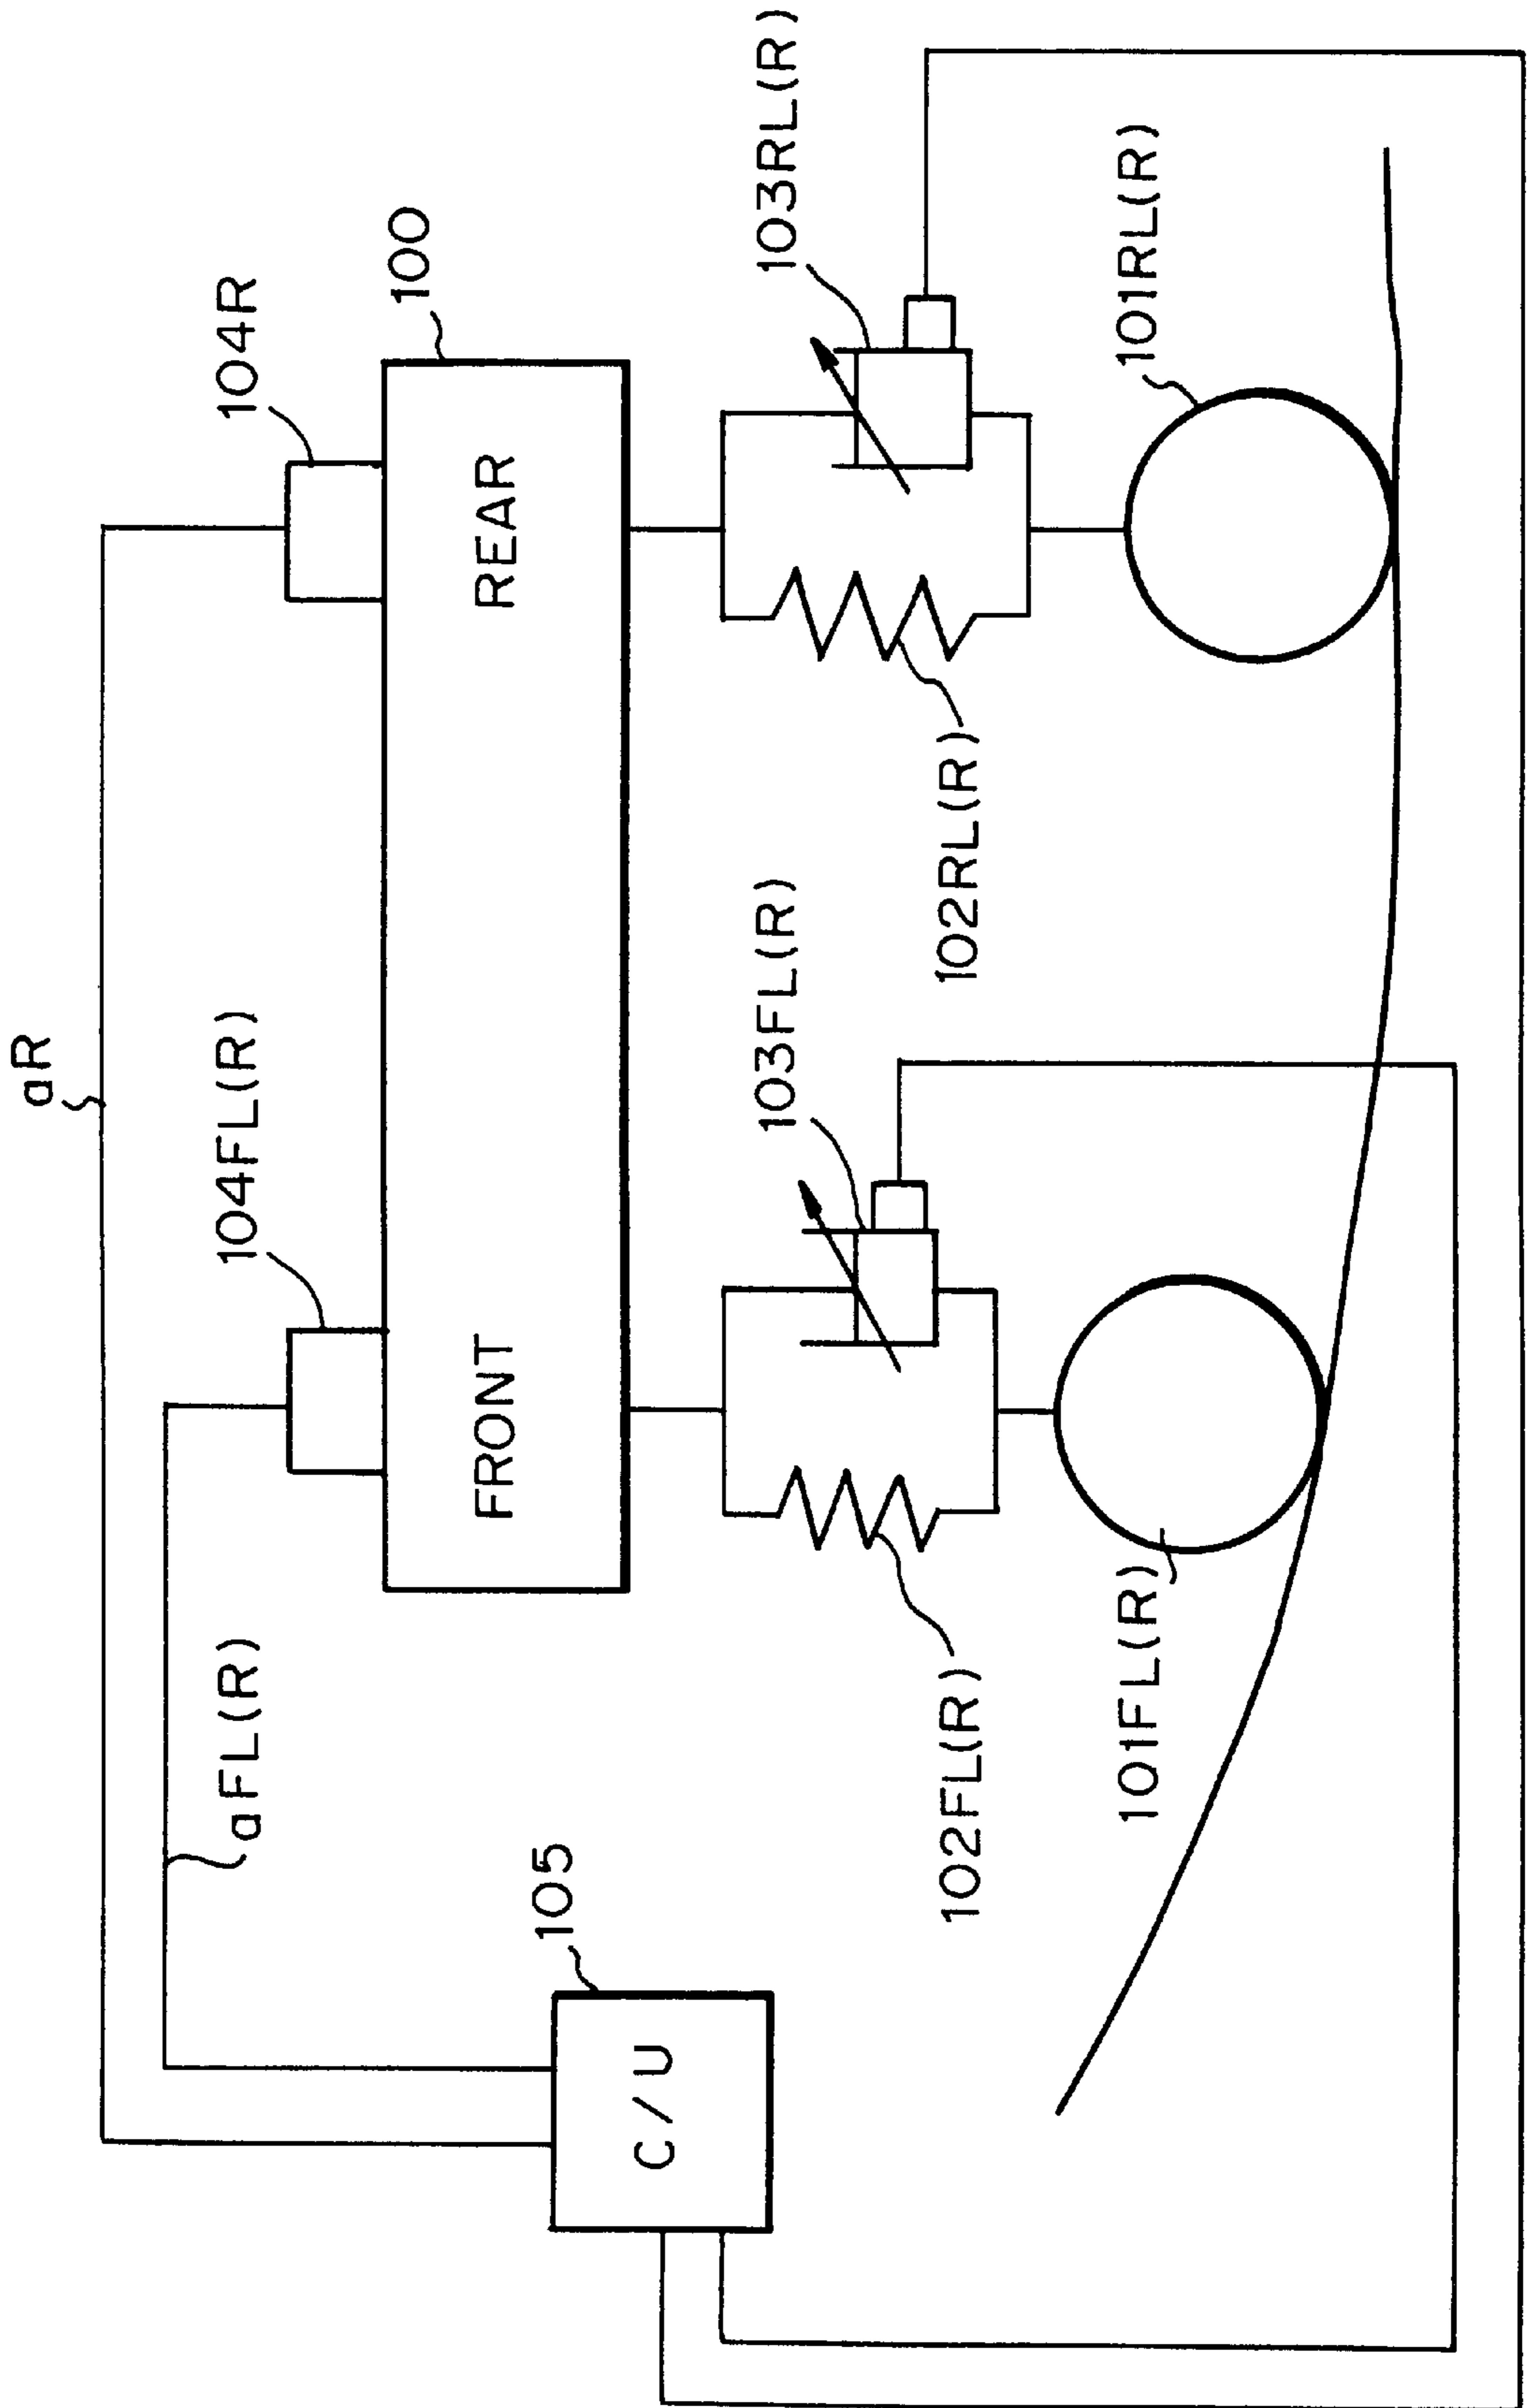 aR
104FL(R)
104R
aFL(R)
100
105
FRONT
REAR
C/U
103FL(R)
103RL(R)
102FL(R)
102RL(R)
101FL(R)
101RL(R)